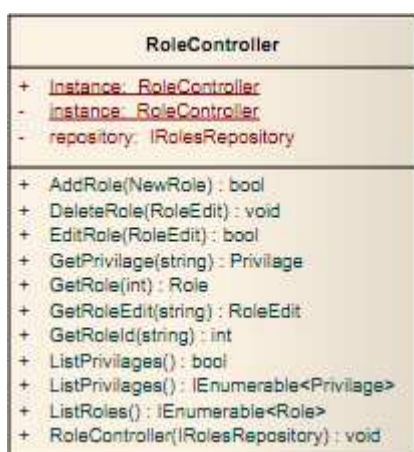 RoleController
+ Instance: RoleController
- instance: RoleController
- repository: IRolesRepository
+ AddRole(NewRole) : bool
+ DeleteRole(RoleEdit) : void
+ EditRole(RoleEdit) : bool
+ GetPrivilage(string) : Privilage
+ GetRole(int) : Role
+ GetRoleEdit(string) : RoleEdit
+ GetRoleId(string) : int
+ ListPrivilages() : bool
+ ListPrivilages() : IEnumerable<Privilage>
+ ListRoles() : IEnumerable<Role>
+ RoleController(IRolesRepository) : void